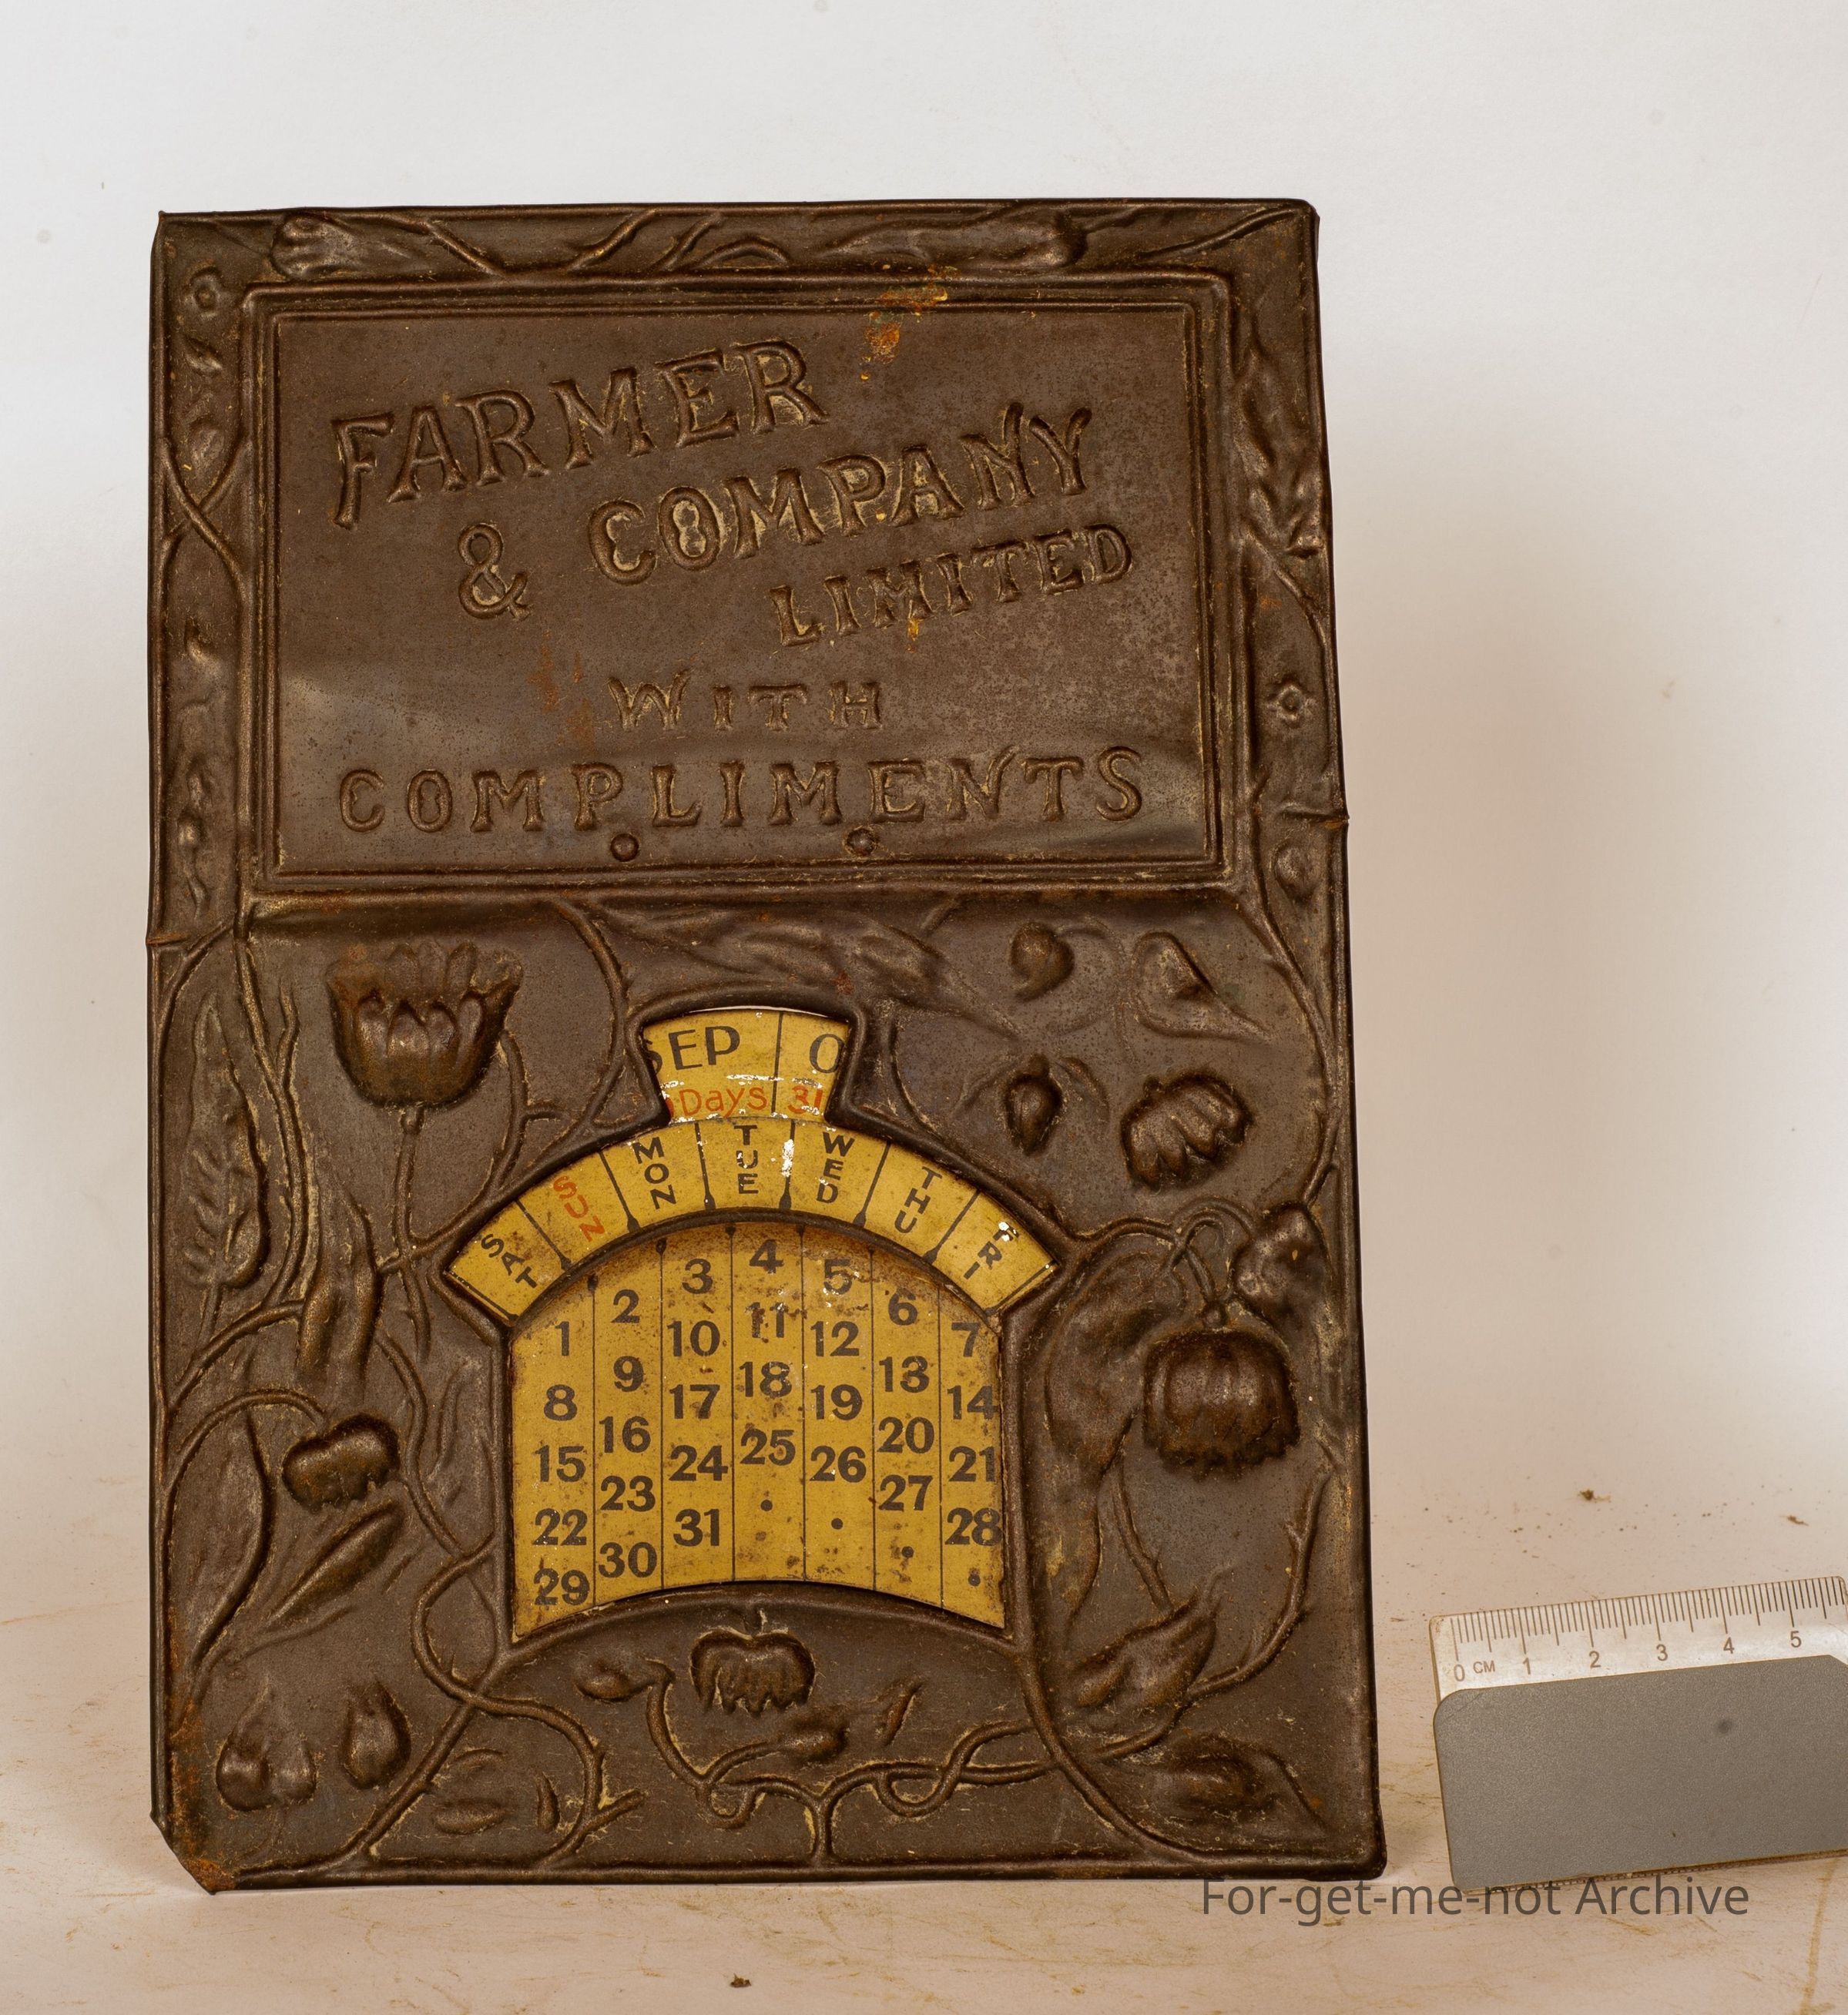 FARMER
& COMPANY
LIMITED
WITH
COMPLIMENTS
SEP O
Days 31
SAT SUN MON TUE WED THU FRI
1 2 3 4 5 6 7
8 9 10 11 12 13 14
15 16 17 18 19 20 21
22 23 24 25 26 27 28
29 30 31
0 CM 1 2 3 4 5
For-get-me-not Archive